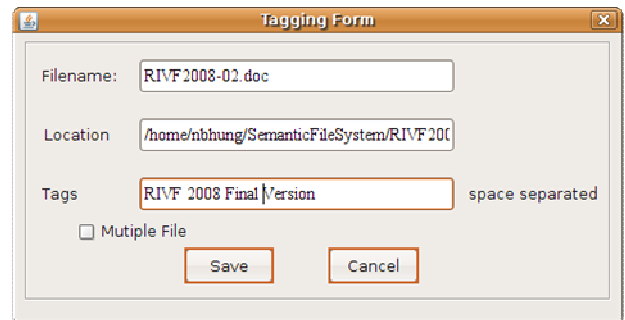 Tagging Form
Filename: RIVF2008-02.doc
Location /home/nbhung/SemanticFileSystem/RIVF200
Tags RIVF 2008 Final Version space separated
Mutiple File
Save Cancel